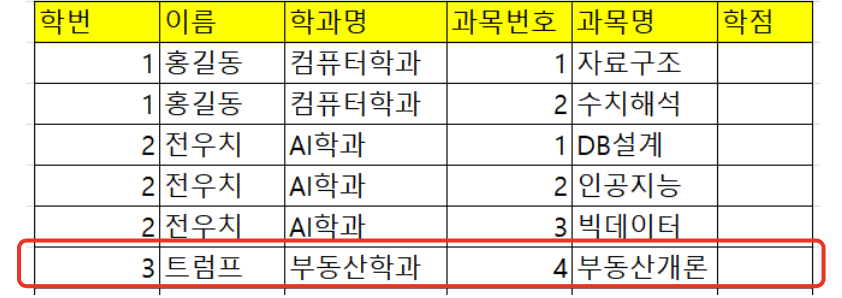 학번 이름 학과명 과목번호 과목명 학점
1 홍길동 컴퓨터학과 1 자료구조
1 홍길동 컴퓨터학과 2 수치해석
2 전우치 AI학과 1 DB설계
2 전우치 AI학과 2 인공지능
2 전우치 AI학과 3 빅데이터
3 트럼프 부동산학과 4 부동산개론